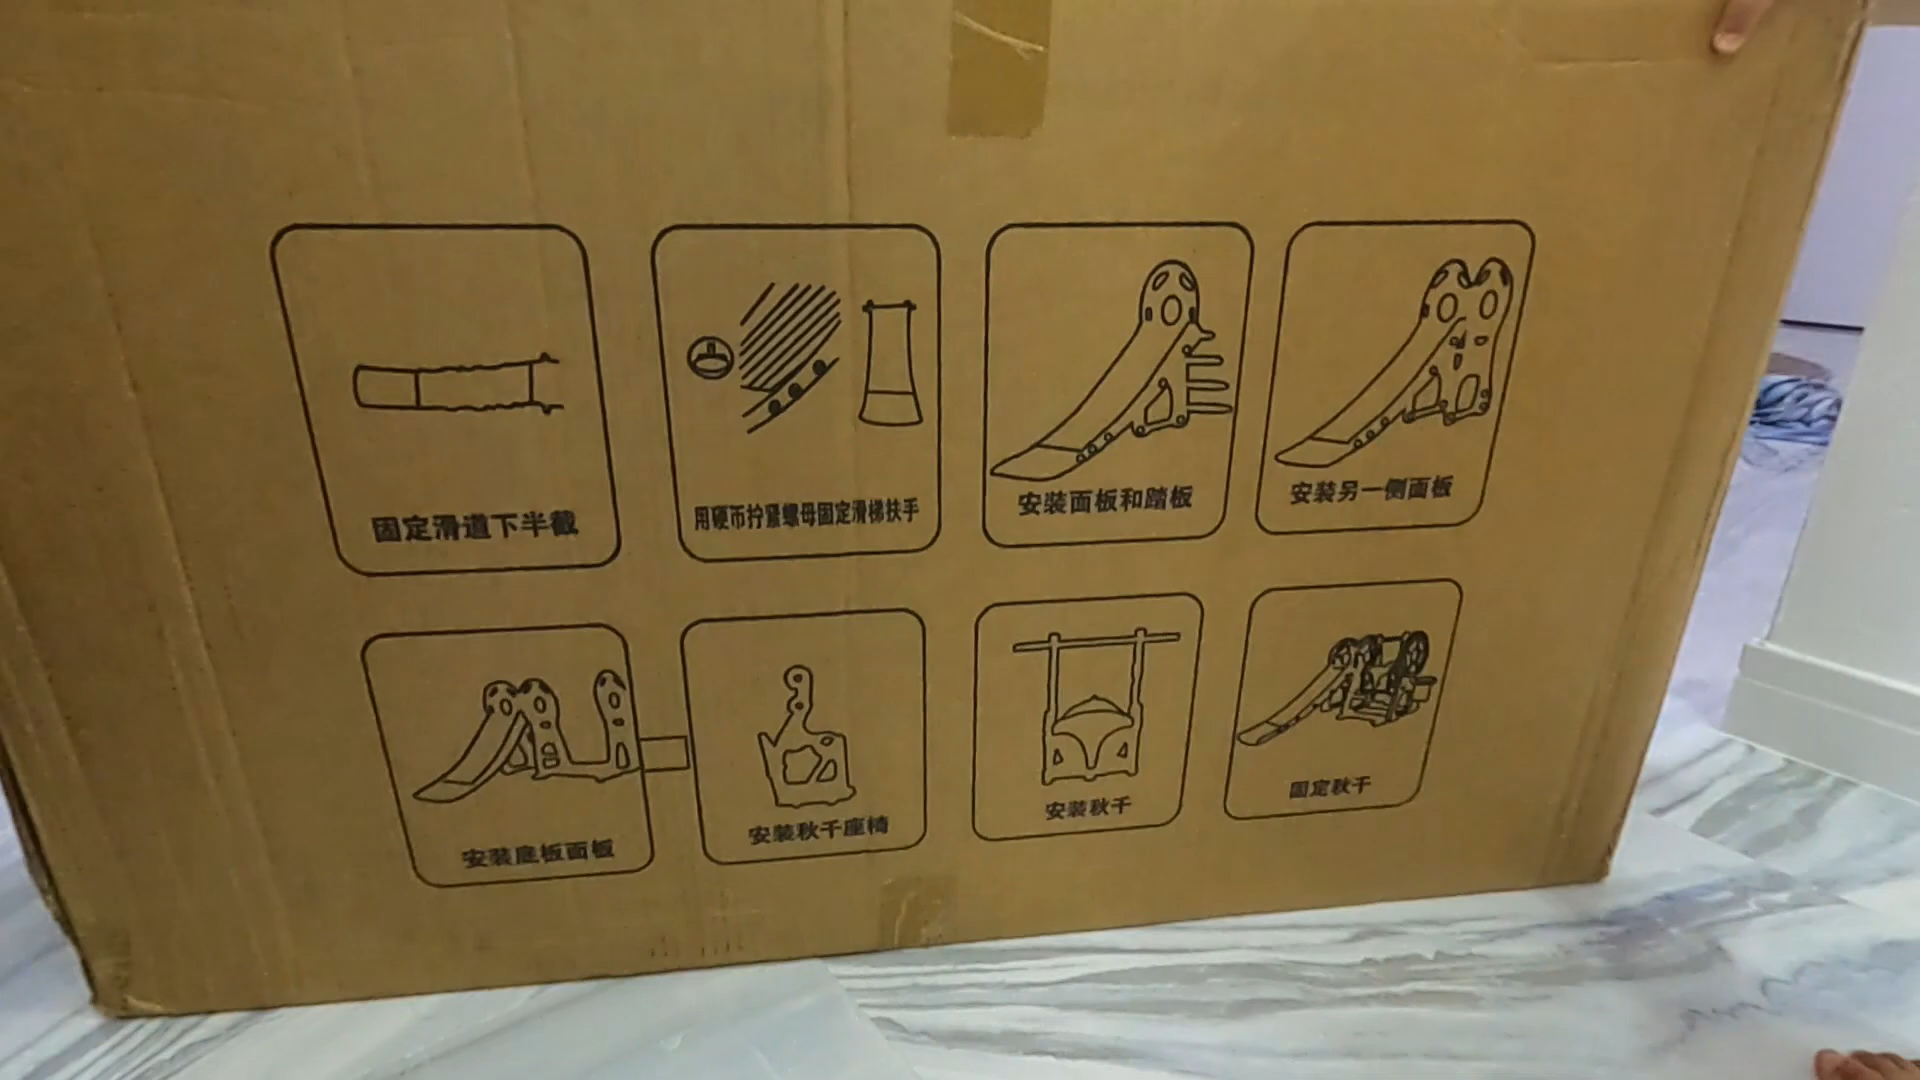 固定滑道下半截
用硬币拧紧螺母固定滑梯扶手
安装面板和踏板
安装另一侧面板
安装底板面板
安装秋千座椅
安装秋千
固定秋千